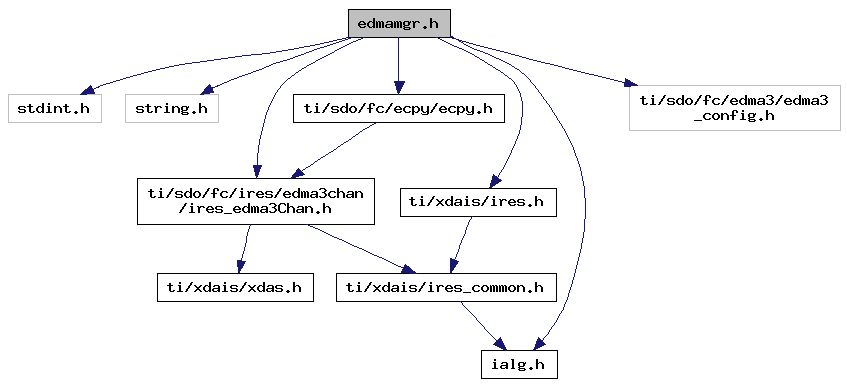 edmamgr.h
stdint.h
string.h
ti/sdo/fc/ecpy/ecpy.h
ti/sdo/fc/edma3/edma3
_config.h
ti/sdo/fc/ires/edma3chan
/ires_edma3Chan.h
ti/xdais/ires.h
ti/xdais/xdas.h
ti/xdais/ires_common.h
ialg.h